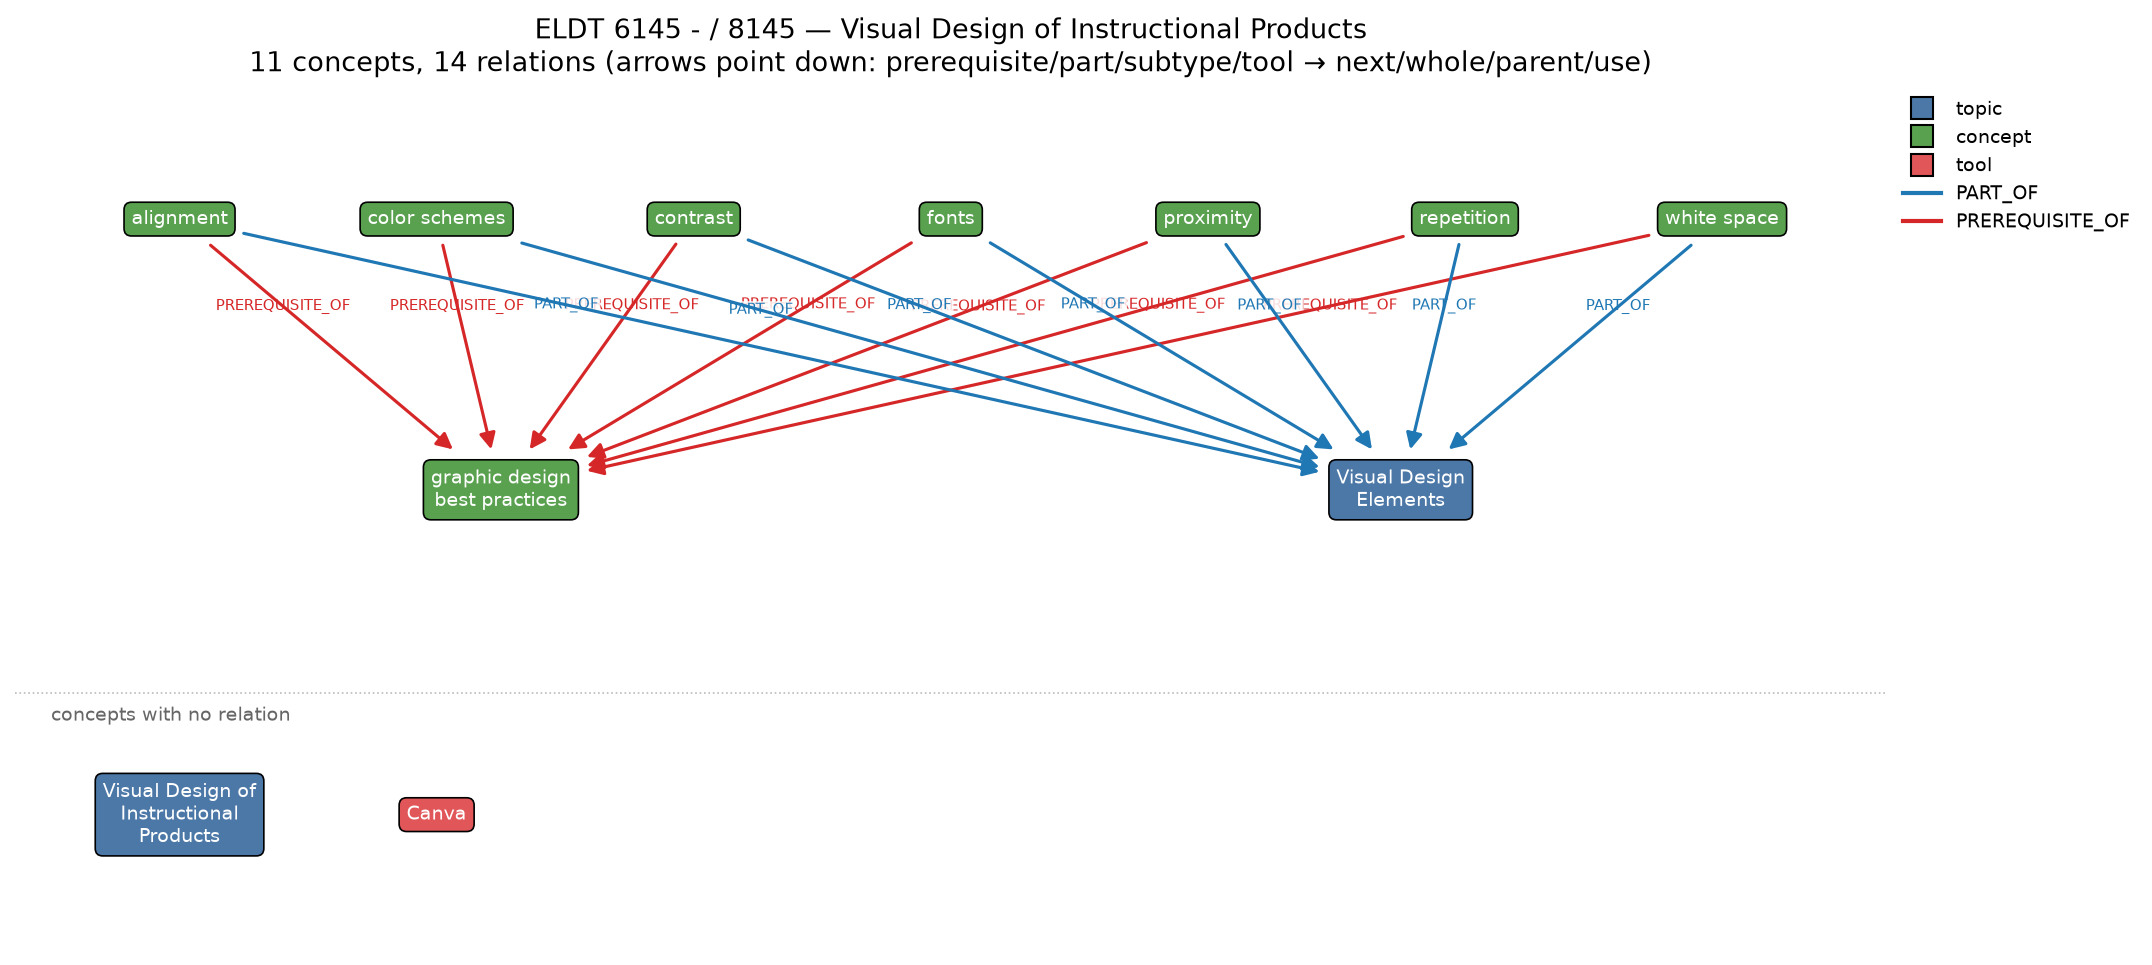 ELDT 6145 - / 8145 — Visual Design of Instructional Products
11 concepts, 14 relations (arrows point down: prerequisite/part/subtype/tool → next/whole/parent/use)
topic
concept
tool
PART_OF
PREREQUISITE_OF
alignment
color schemes
contrast
fonts
proximity
repetition
white space
PREREQUISITE_OF
PREREQUISITE_OF
PART_OF
PART_OF
PART_OF
PART_OF
PART_OF
PART_OF
PART_OF
graphic design
best practices
Visual Design
Elements
concepts with no relation
Visual Design of
Instructional
Products
Canva